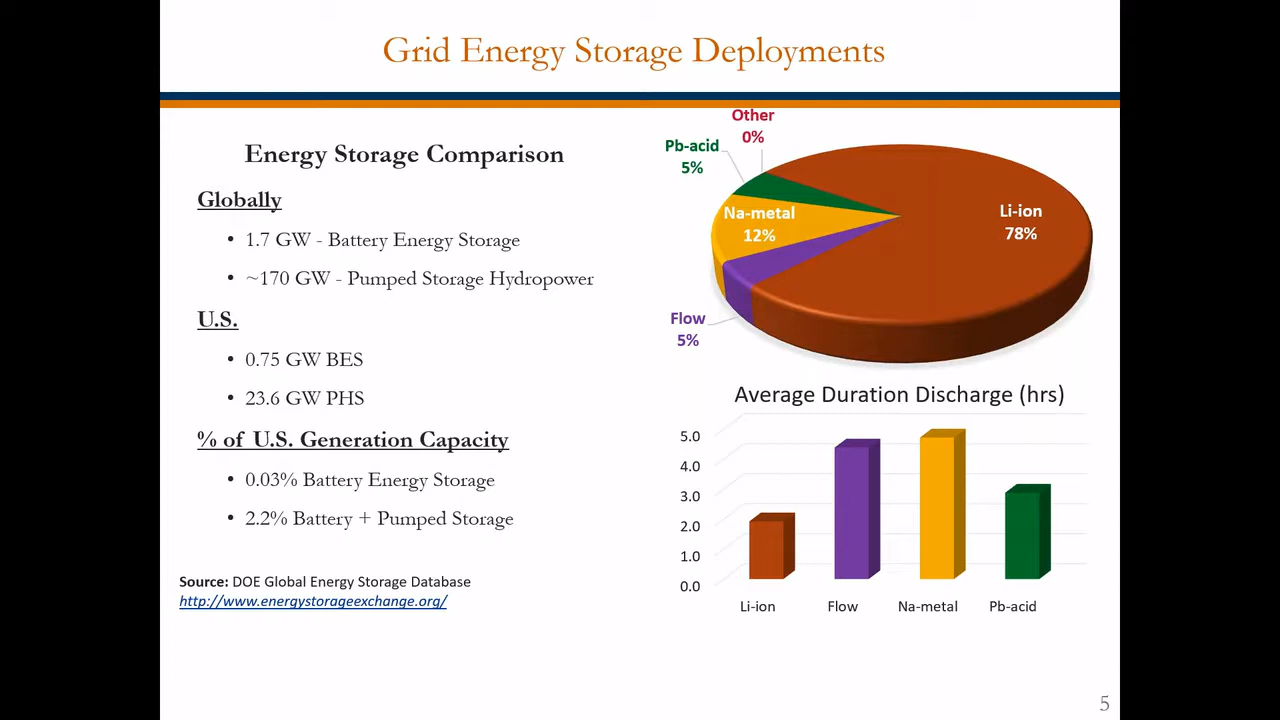 Grid Energy Storage Deployments
Energy Storage Comparison
Globally
• 1.7 GW - Battery Energy Storage
• ~170 GW - Pumped Storage Hydropower
U.S.
• 0.75 GW BES
• 23.6 GW PHS
% of U.S. Generation Capacity
• 0.03% Battery Energy Storage
• 2.2% Battery + Pumped Storage
Source: DOE Global Energy Storage Database
http://www.energystorageexchange.org/
Other
0%
Pb-acid
5%
Na-metal
12%
Li-ion
78%
Flow
5%
Average Duration Discharge (hrs)
5.0
4.0
3.0
2.0
1.0
0.0
Li-ion Flow Na-metal Pb-acid
5